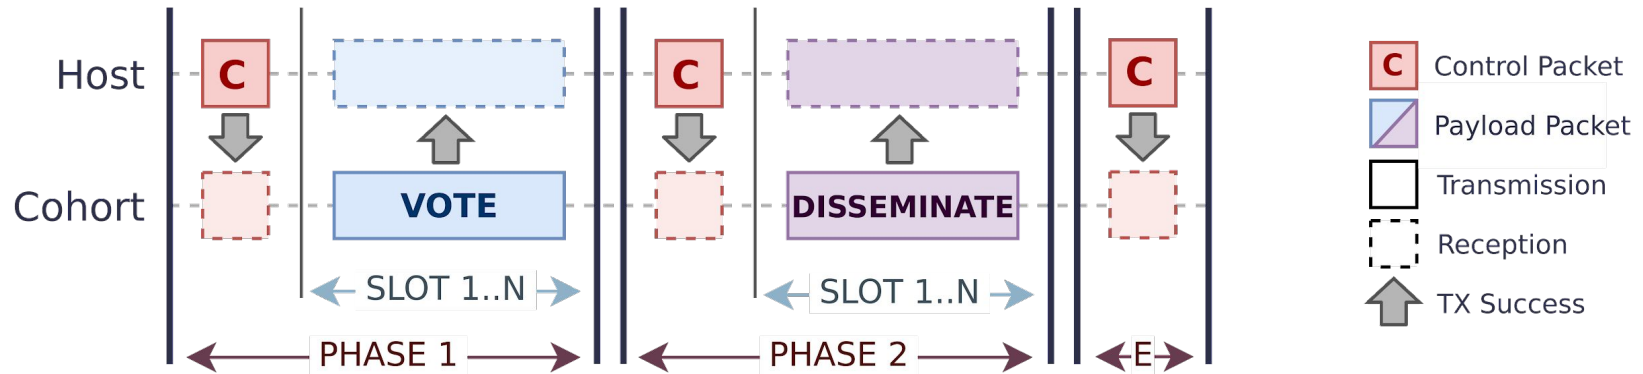 Host
Cohort
C
VOTE
SLOT 1..N
PHASE 1
C
DISSEMINATE
SLOT 1..N
PHASE 2
C
E
C Control Packet
Payload Packet
Transmission
Reception
TX Success